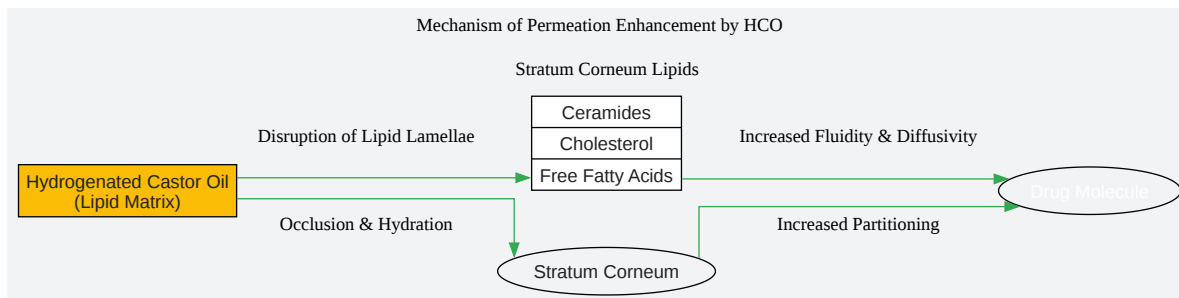 Mechanism of Permeation Enhancement by HCO
Stratum Corneum Lipids
Ceramides
Cholesterol
Free Fatty Acids
Disruption of Lipid Lamellae
Increased Fluidity & Diffusivity
Hydrogenated Castor Oil
(Lipid Matrix)
Drug Molecule
Occlusion & Hydration
Increased Partitioning
Stratum Corneum